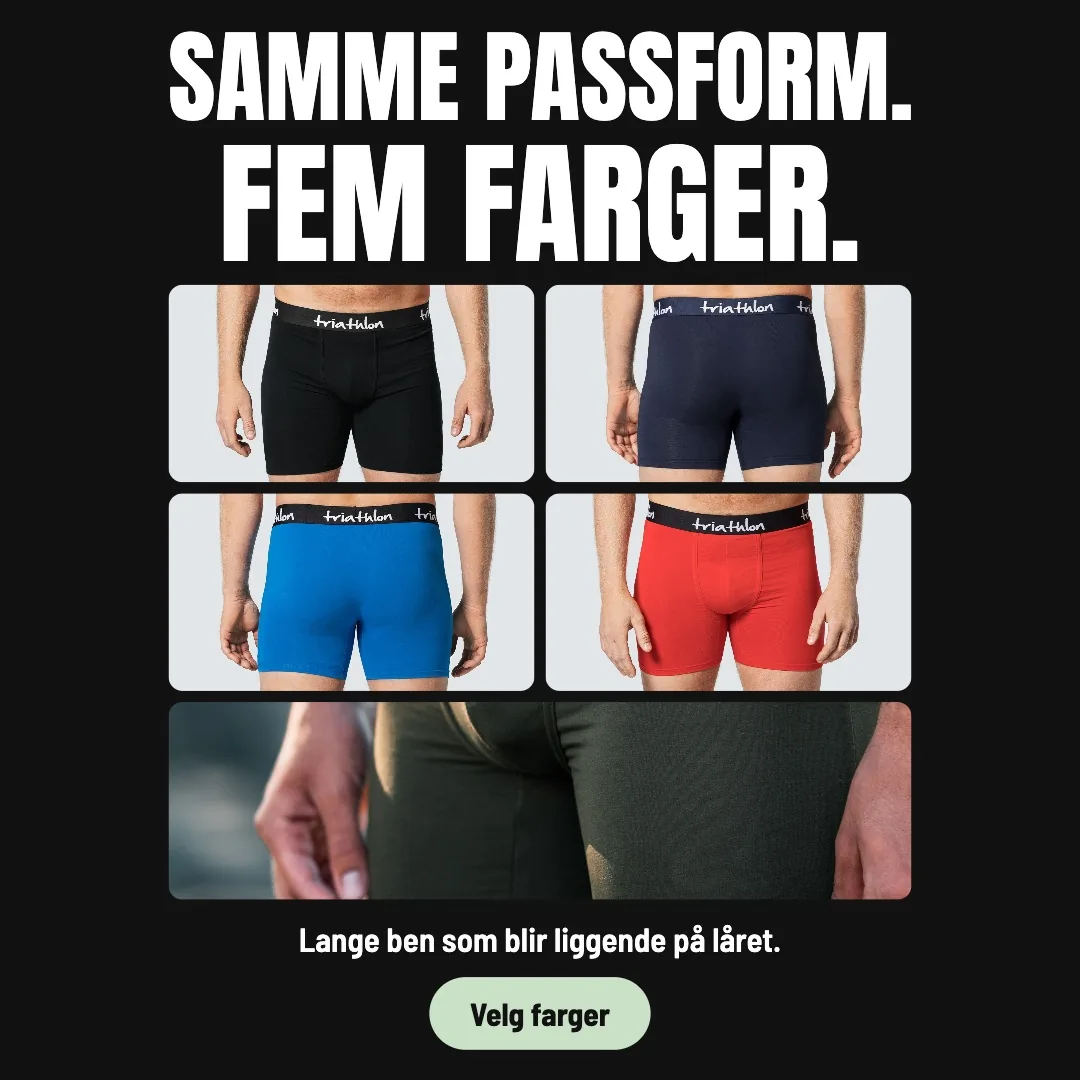 SAMME PASSFORM.
FEM FARGER.
triathlon
triathlon
triathlon
triathlon
Lange ben som blir liggende på låret.
Velg farger